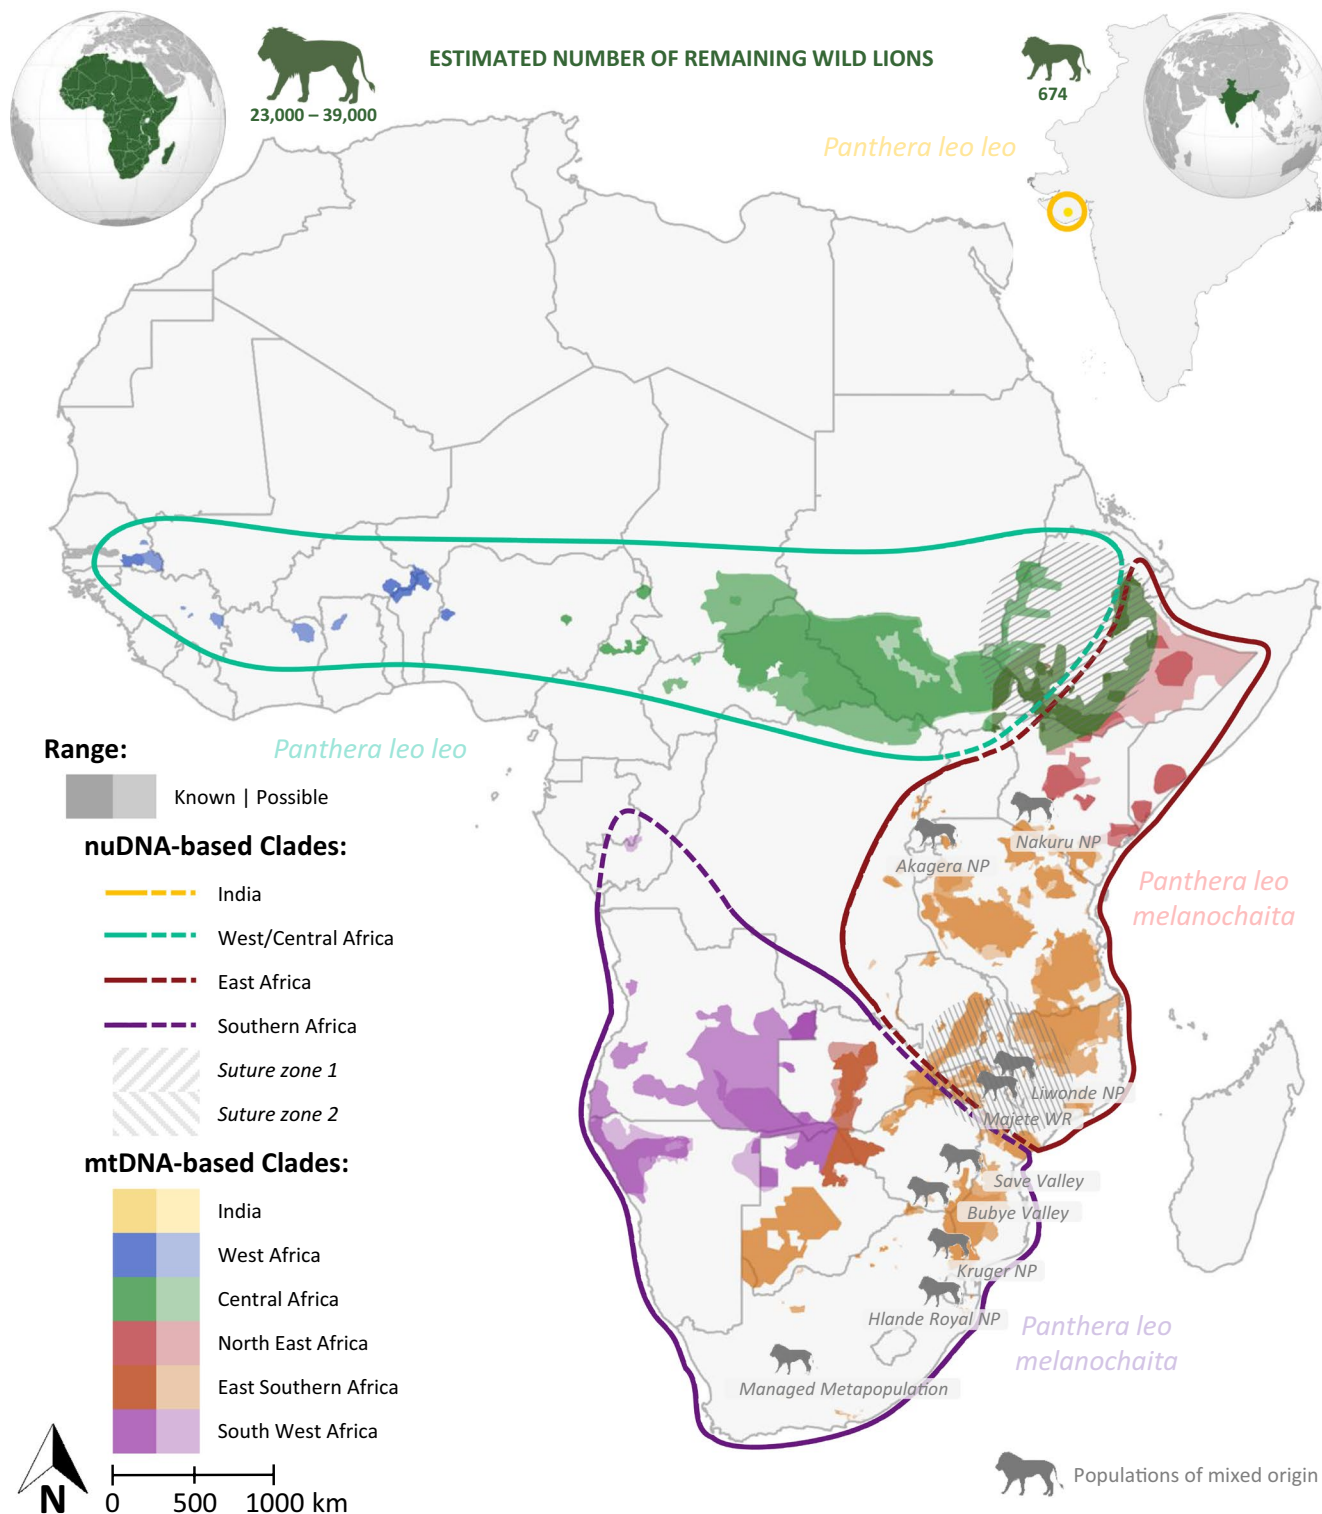 ESTIMATED NUMBER OF REMAINING WILD LIONS
23,000 – 39,000
674
Panthera leo leo
Range:
Panthera leo leo
Known | Possible
nuDNA-based Clades:
India
West/Central Africa
East Africa
Southern Africa
Suture zone 1
Suture zone 2
mtDNA-based Clades:
India
West Africa
Central Africa
North East Africa
East Southern Africa
South West Africa
N
0 500 1000 km
Nakuru NP
Akagera NP
Panthera leo
melanochaita
Liwonde NP
Majete WR
Save Valley
Bubye Valley
Kruger NP
Hlande Royal NP
Panthera leo
melanochaita
Managed Metapopulation
Populations of mixed origin